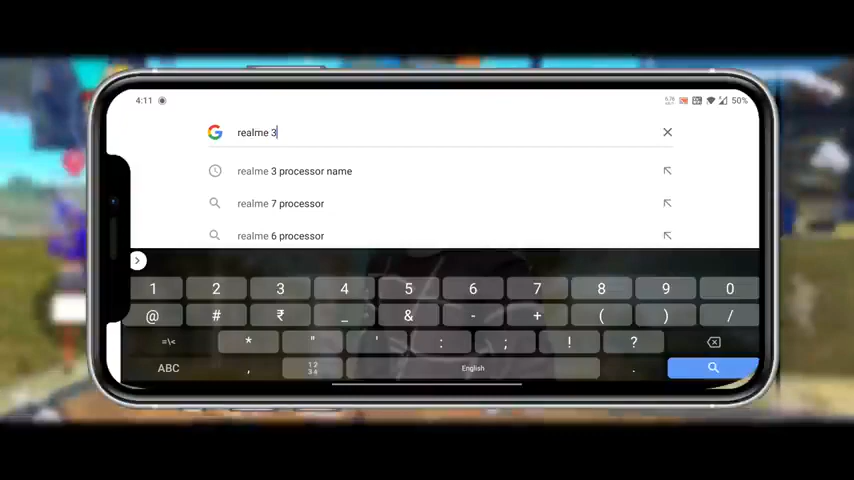 4:11
50%
realme 3
realme 3 processor name
realme 7 processor
realme 6 processor
1 2 3 4 5 6 7 8 9 0
@ # ₹ _ & - + ( ) /
=\< * " ' : ; ! ?
ABC , 12 English .
34